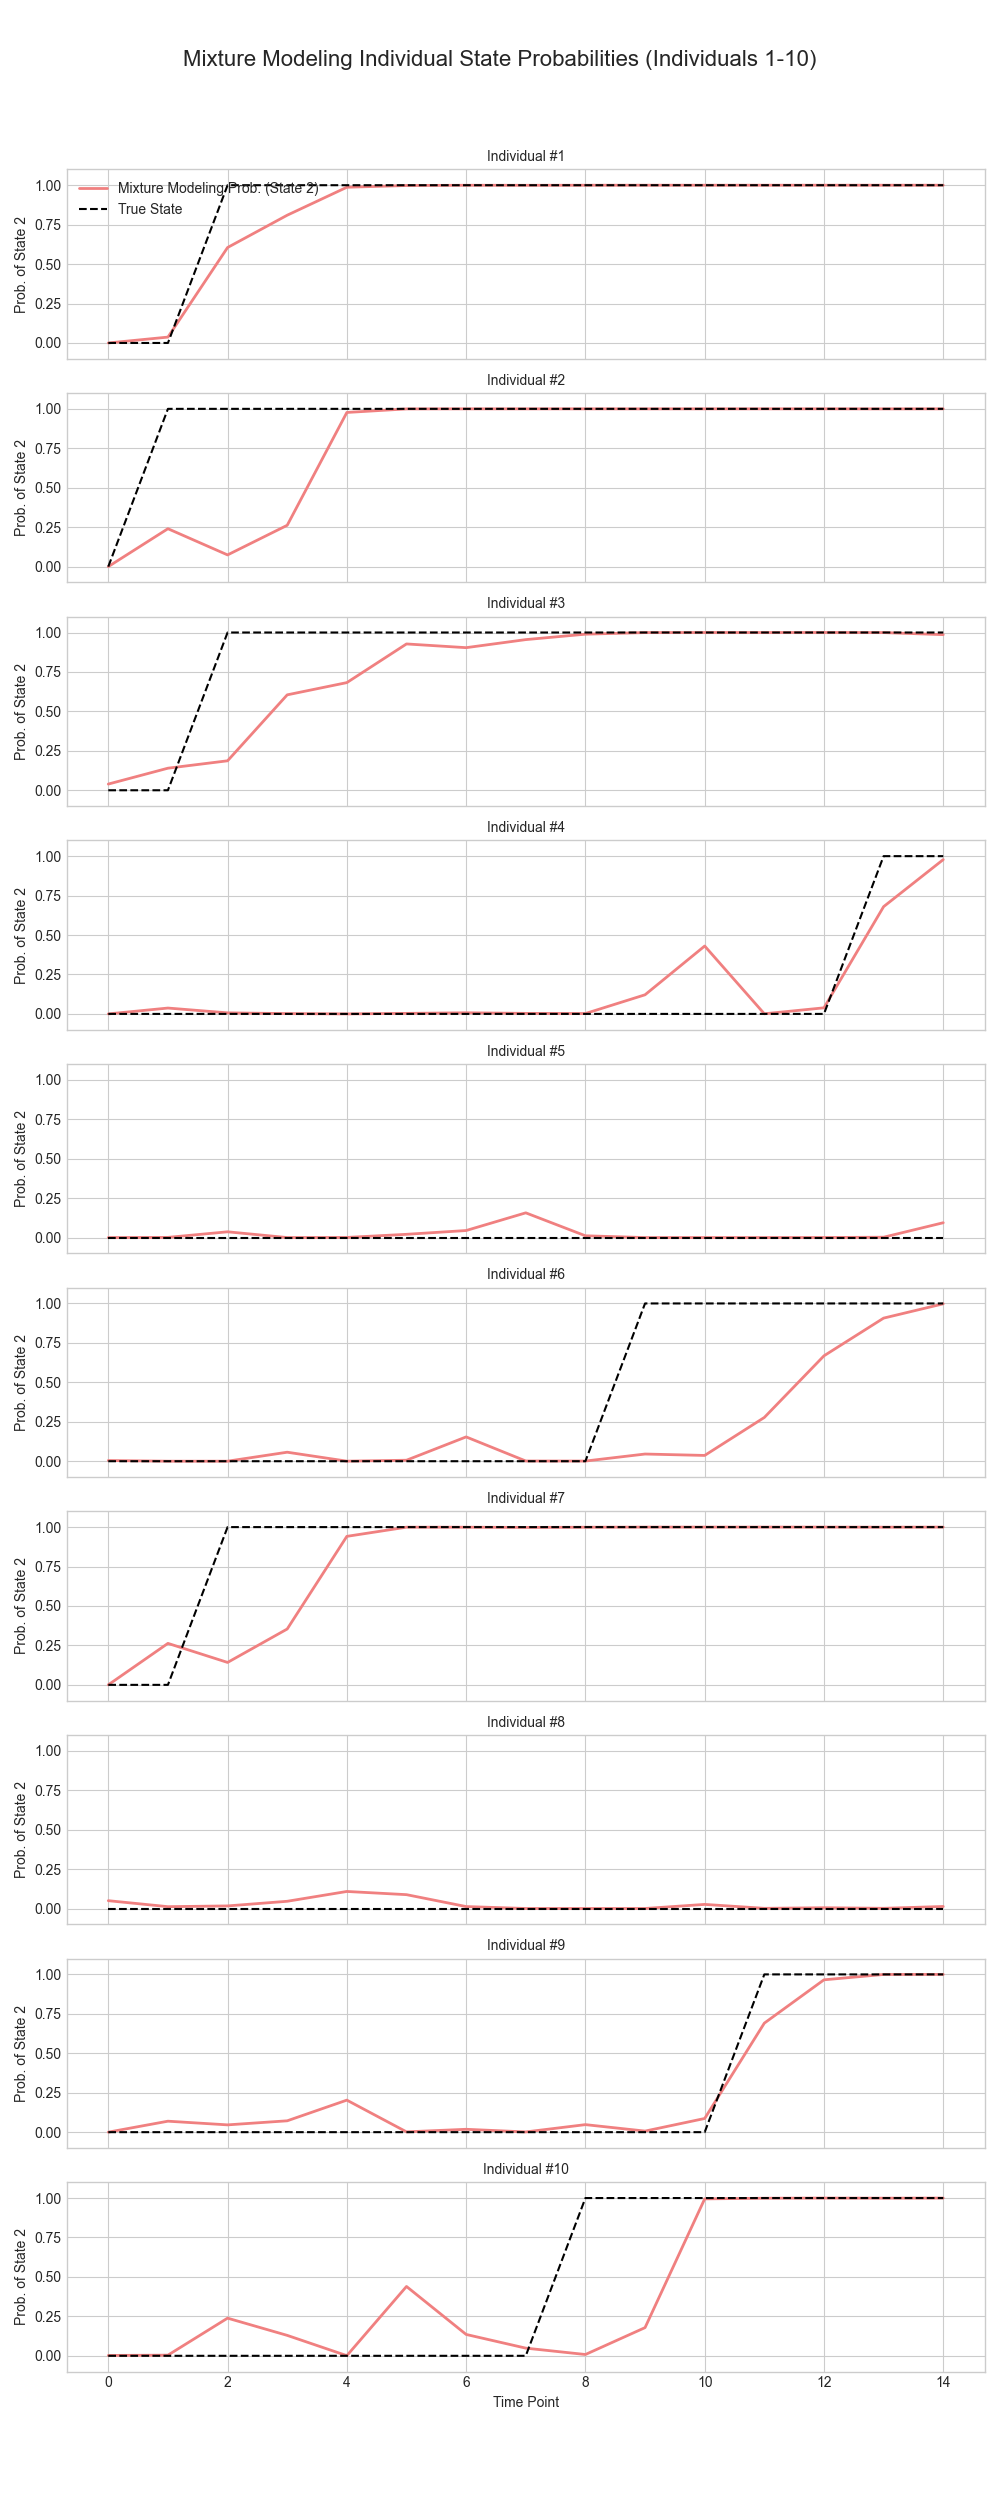 Mixture Modeling Individual State Probabilities (Individuals 1-10)
Individual #1
Mixture Modeling Prob. (State 2)
True State
1.00
0.75
0.50
0.25
0.00
Prob. of State 2
Individual #2
1.00
0.75
0.50
0.25
0.00
Prob. of State 2
Individual #3
1.00
0.75
0.50
0.25
0.00
Prob. of State 2
Individual #4
1.00
0.75
0.50
0.25
0.00
Prob. of State 2
Individual #5
1.00
0.75
0.50
0.25
0.00
Prob. of State 2
Individual #6
1.00
0.75
0.50
0.25
0.00
Prob. of State 2
Individual #7
1.00
0.75
0.50
0.25
0.00
Prob. of State 2
Individual #8
1.00
0.75
0.50
0.25
0.00
Prob. of State 2
Individual #9
1.00
0.75
0.50
0.25
0.00
Prob. of State 2
Individual #10
1.00
0.75
0.50
0.25
0.00
Prob. of State 2
0 2 4 6 8 10 12 14
Time Point